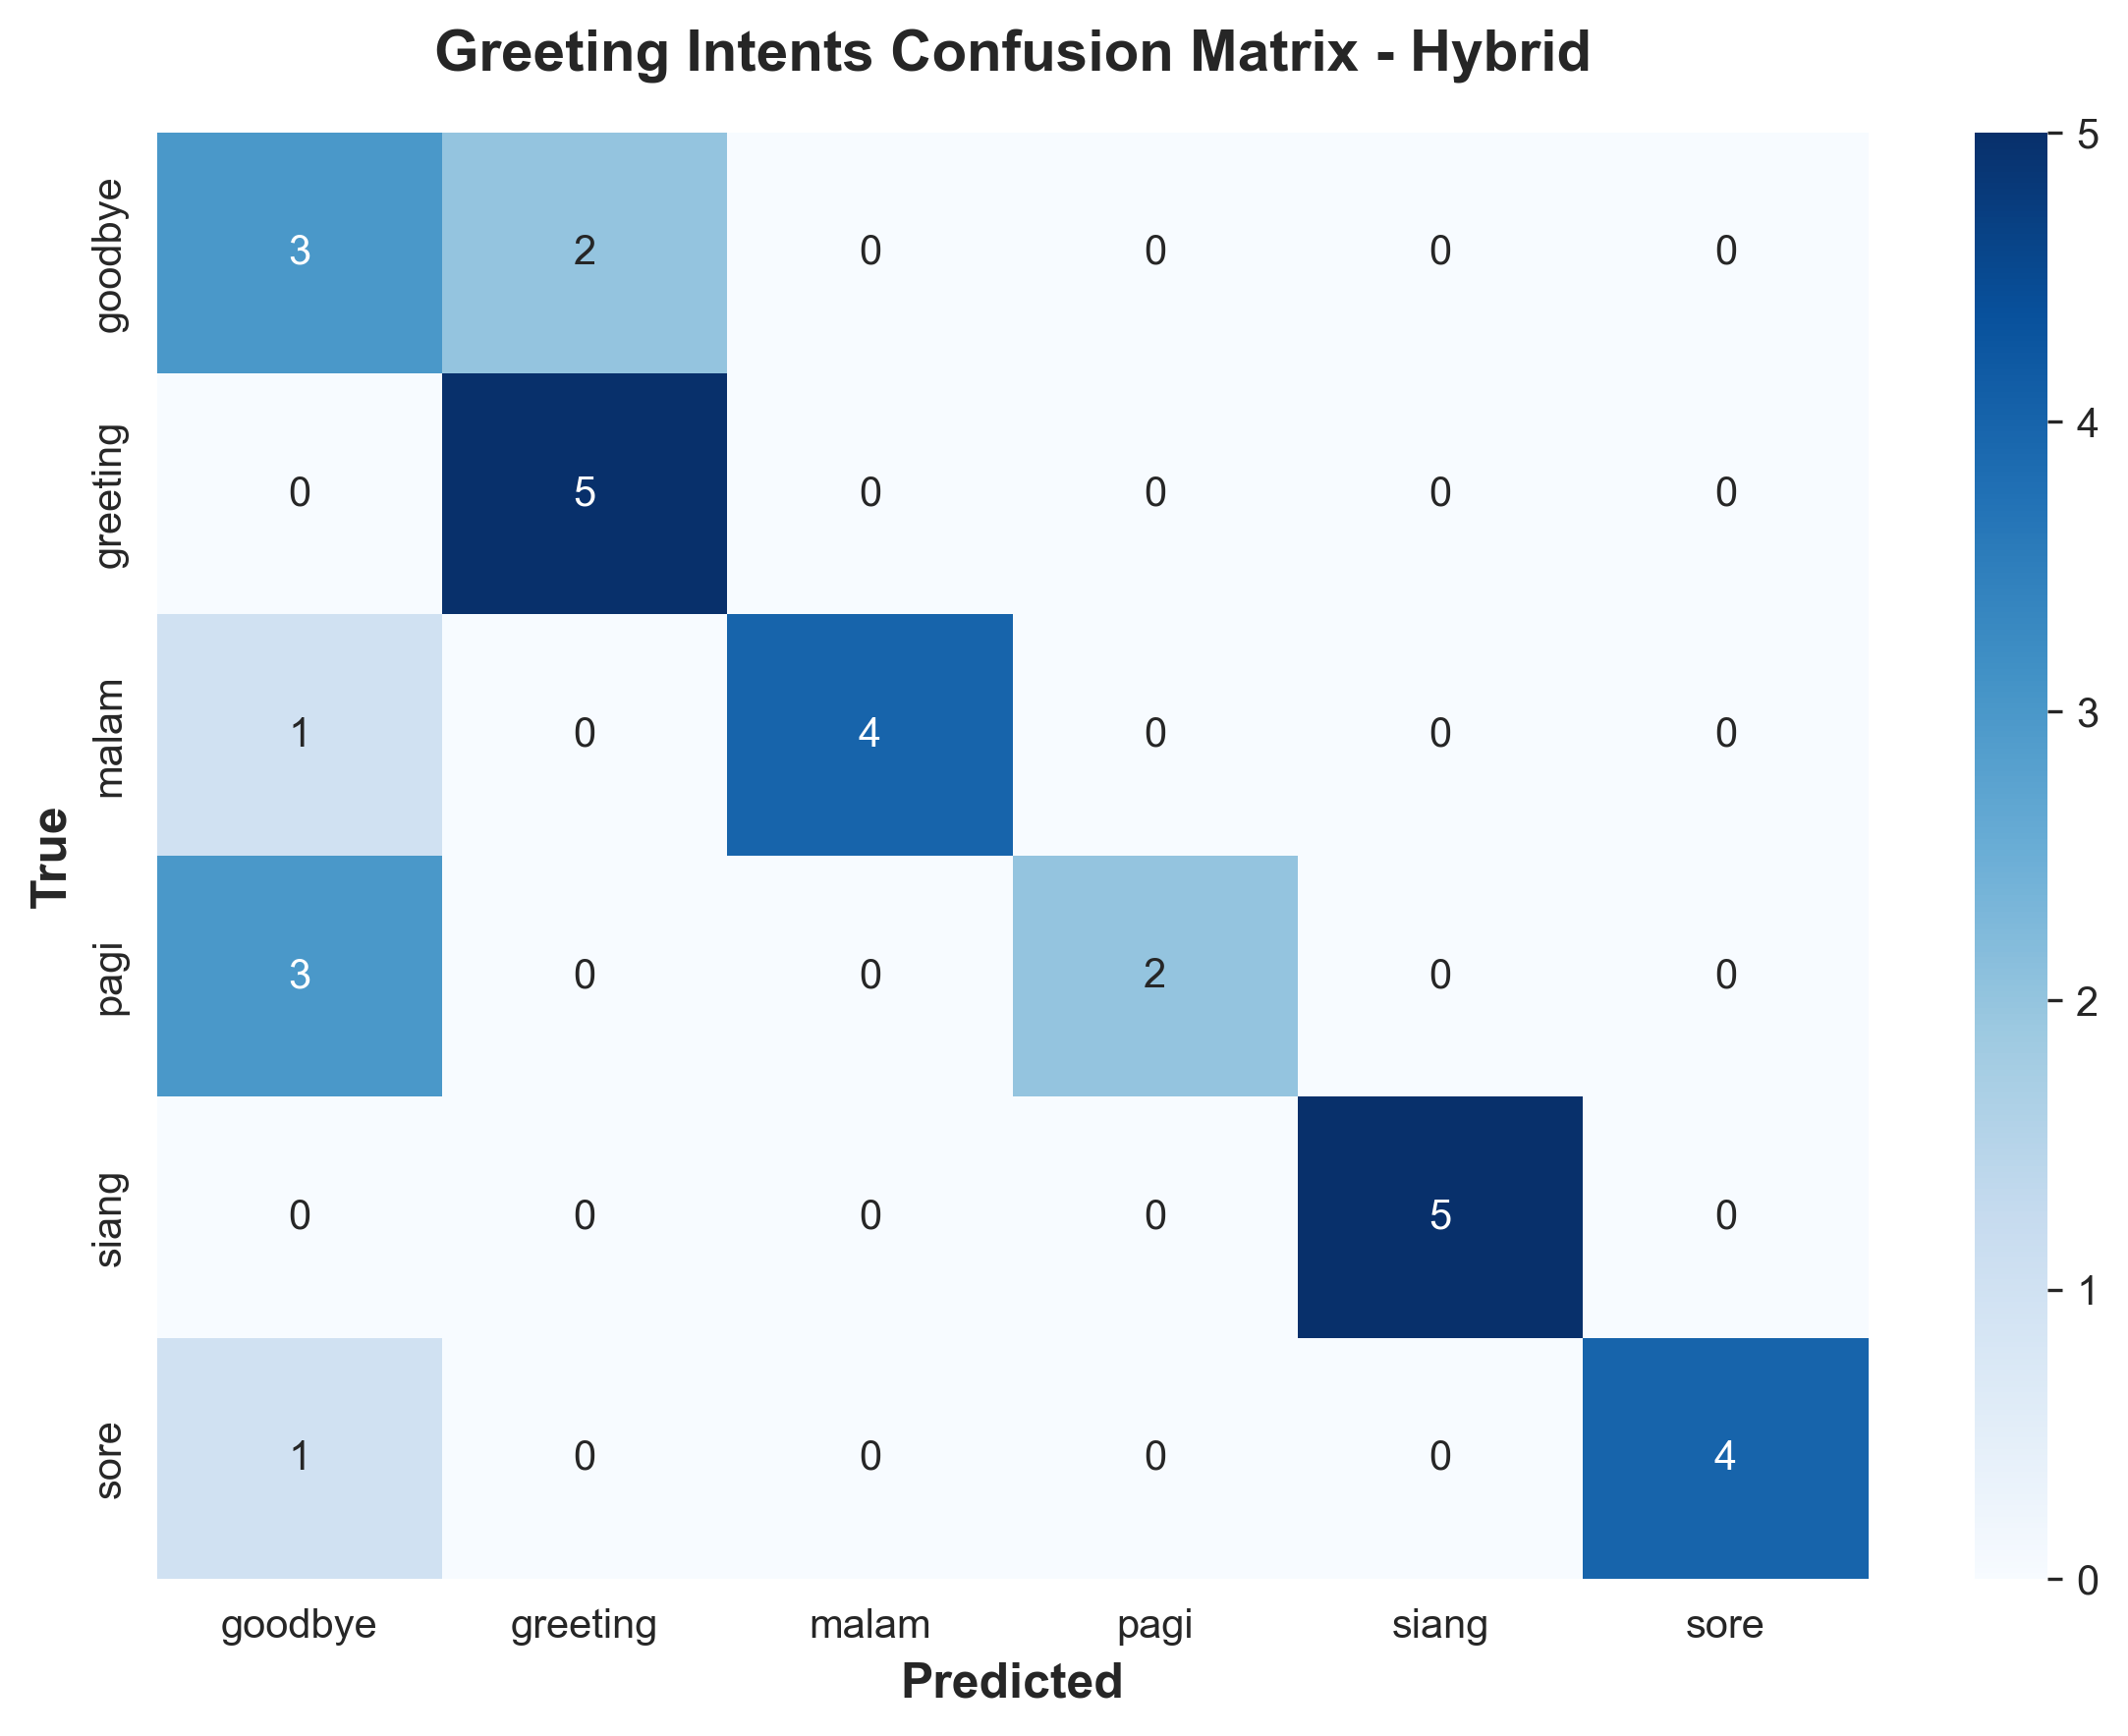 Greeting Intents Confusion Matrix - Hybrid
True
goodbye 3 2 0 0 0 0
greeting 0 5 0 0 0 0
malam 1 0 4 0 0 0
pagi 3 0 0 2 0 0
siang 0 0 0 0 5 0
sore 1 0 0 0 0 4
goodbye greeting malam pagi siang sore
Predicted
5
4
3
2
1
0